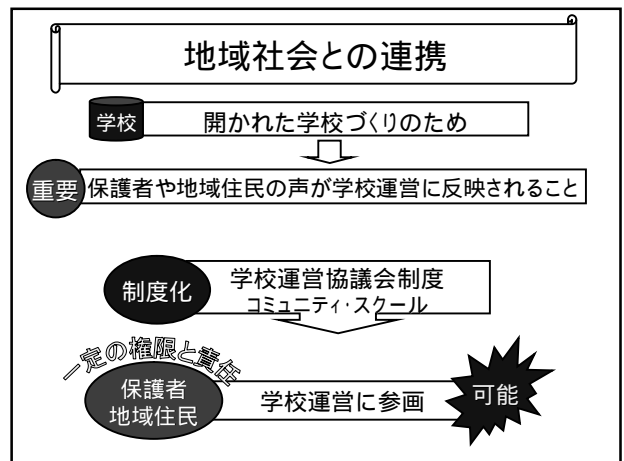 地域社会との連携
学校
開かれた学校づくりのため
重要
保護者や地域住民の声が学校運営に反映されること
制度化
学校運営協議会制度
コミュニティ・スクール
一定の権限と責任
保護者
地域住民
学校運営に参画
可能